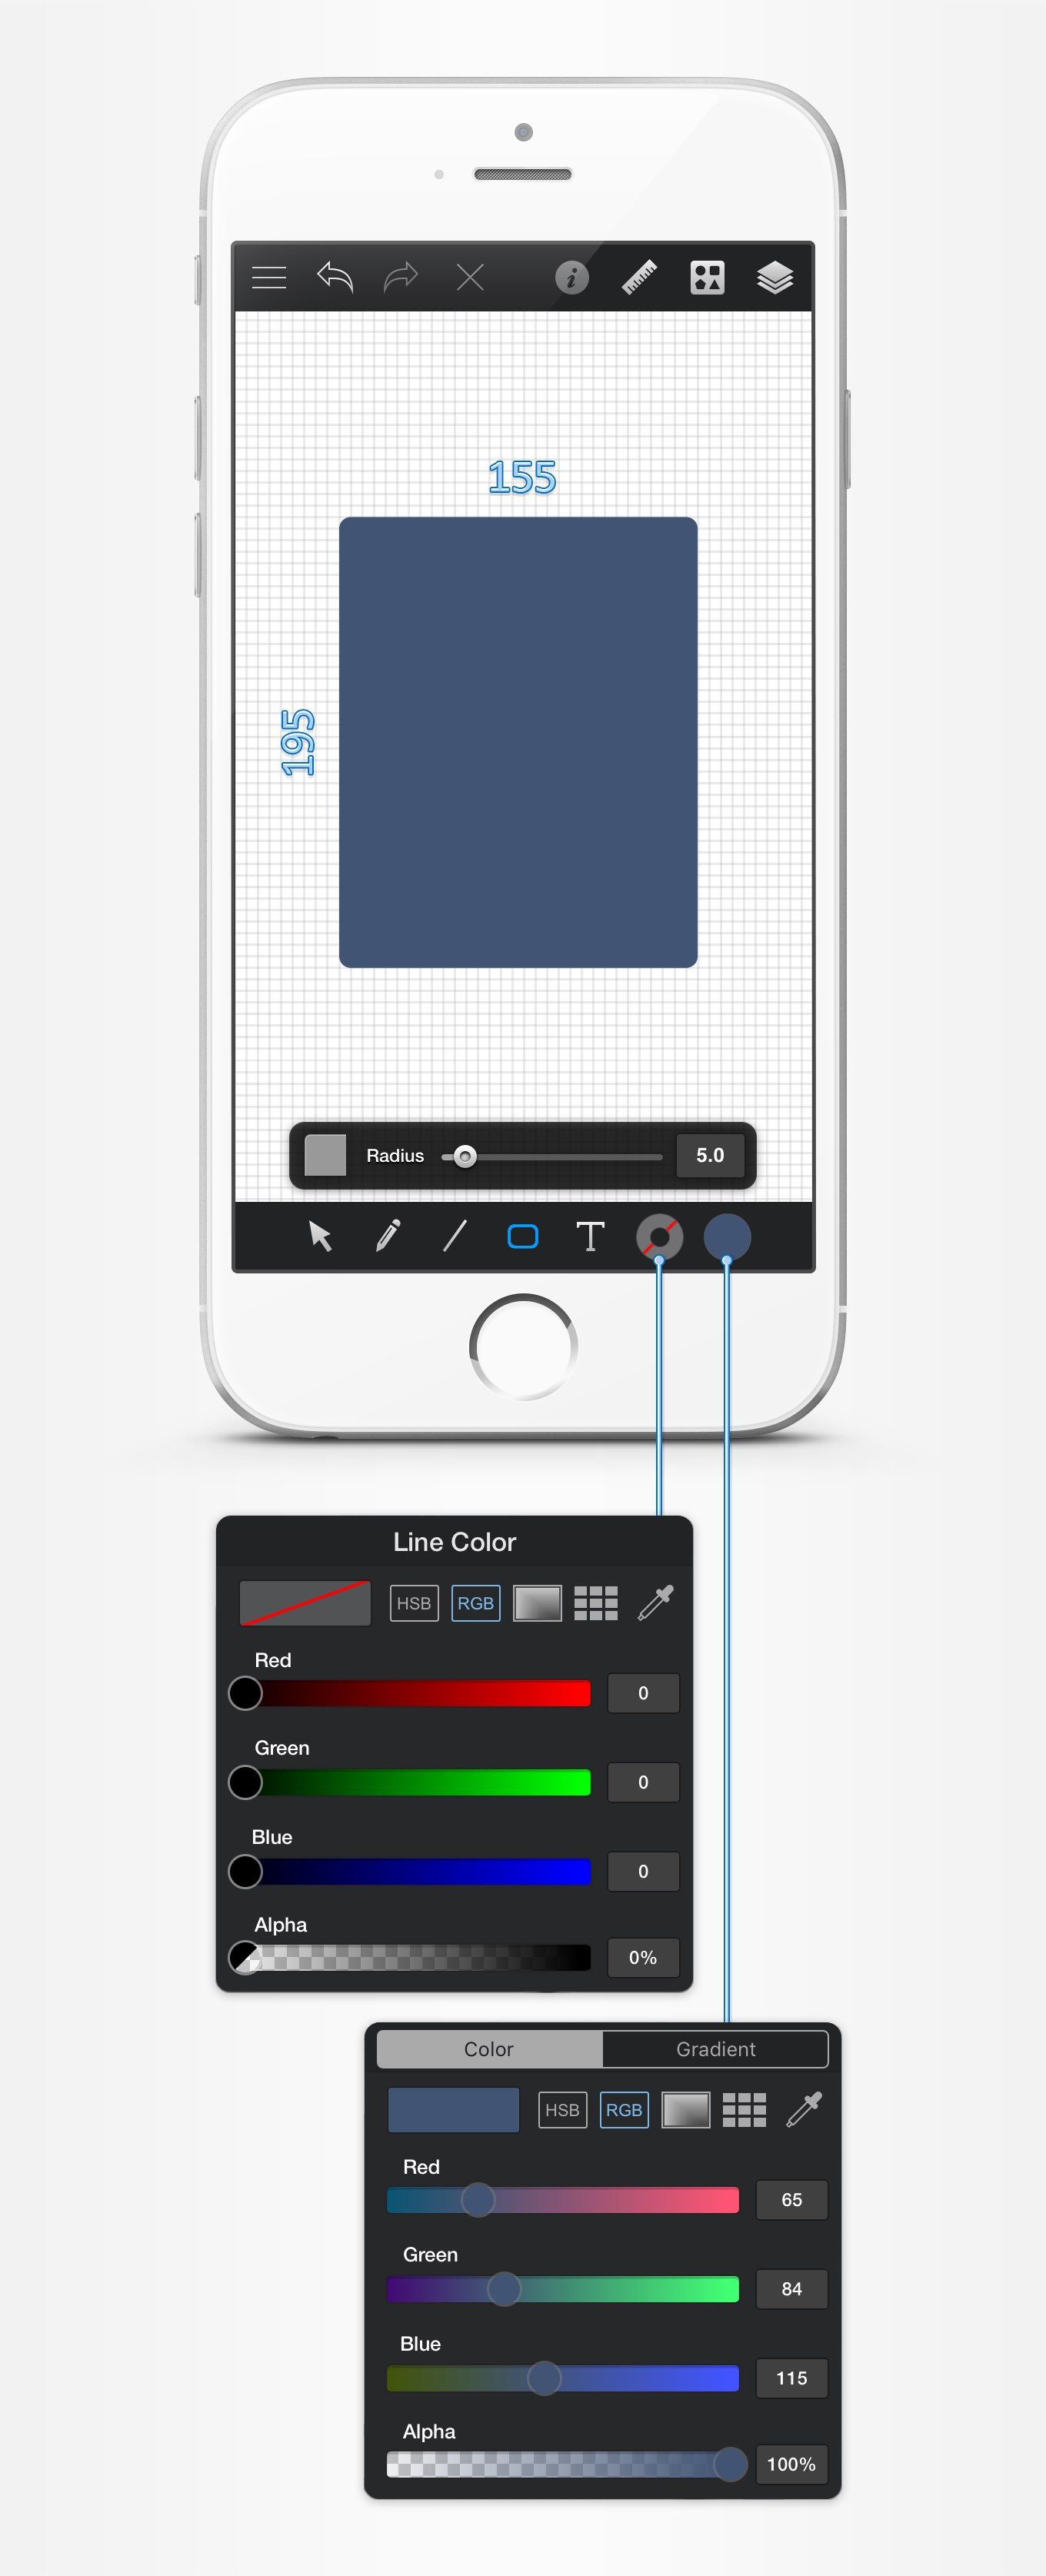 i
155
195
Radius
5.0
T
Line Color
HSB
RGB
Red
0
Green
0
Blue
0
Alpha
0%
Color
Gradient
HSB
RGB
Red
65
Green
84
Blue
115
Alpha
100%